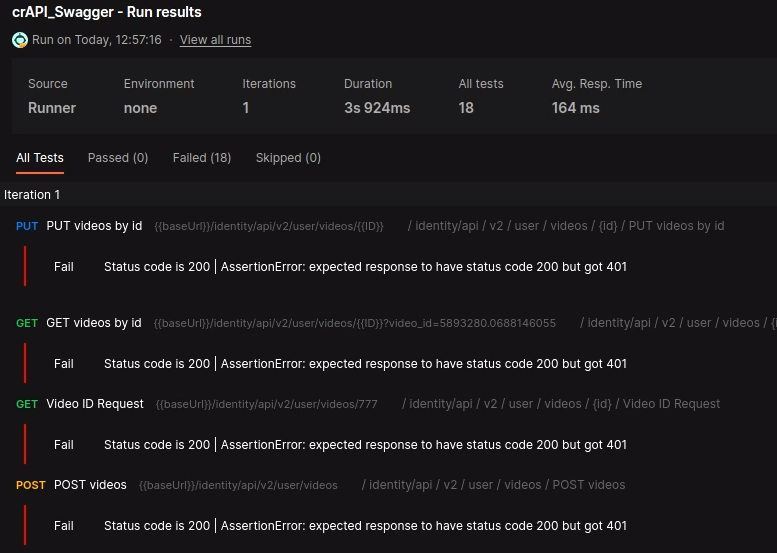 crAPI_Swagger - Run results
Run on Today, 12:57:16 · View all runs
Source Environment Iterations Duration All tests Avg. Resp. Time
Runner none 1 3s 924ms 18 164 ms
All Tests Passed (0) Failed (18) Skipped (0)
Iteration 1
PUT PUT videos by id {{baseUrl}}/identity/api/v2/user/videos/{{ID}} / identity/api / v2 / user / videos / {id} / PUT videos by id
Fail Status code is 200 | AssertionError: expected response to have status code 200 but got 401
GET GET videos by id {{baseUrl}}/identity/api/v2/user/videos/{{ID}}?video_id=5893280.0688146055 / identity/api / v2 / user / videos / {i
Fail Status code is 200 | AssertionError: expected response to have status code 200 but got 401
GET Video ID Request {{baseUrl}}/identity/api/v2/user/videos/777 / identity/api / v2 / user / videos / {id} / Video ID Request
Fail Status code is 200 | AssertionError: expected response to have status code 200 but got 401
POST POST videos {{baseUrl}}/identity/api/v2/user/videos / identity/api / v2 / user / videos / POST videos
Fail Status code is 200 | AssertionError: expected response to have status code 200 but got 401